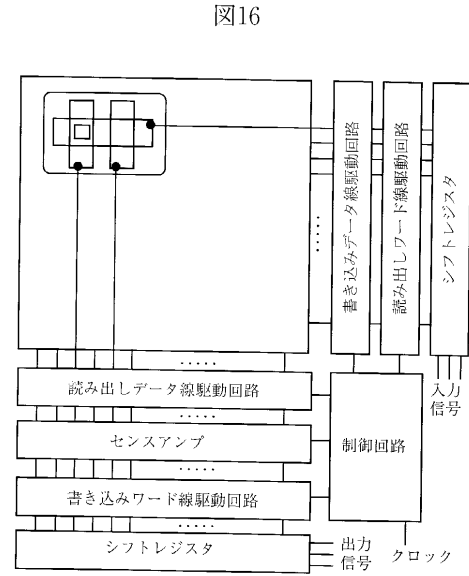 図16
書き込みデータ線駆動回路
読み出しワード線駆動回路
シフトレジスタ
入力
信号
読み出しデータ線駆動回路
センスアンプ
書き込みワード線駆動回路
シフトレジスタ
制御回路
出力
信号
クロック